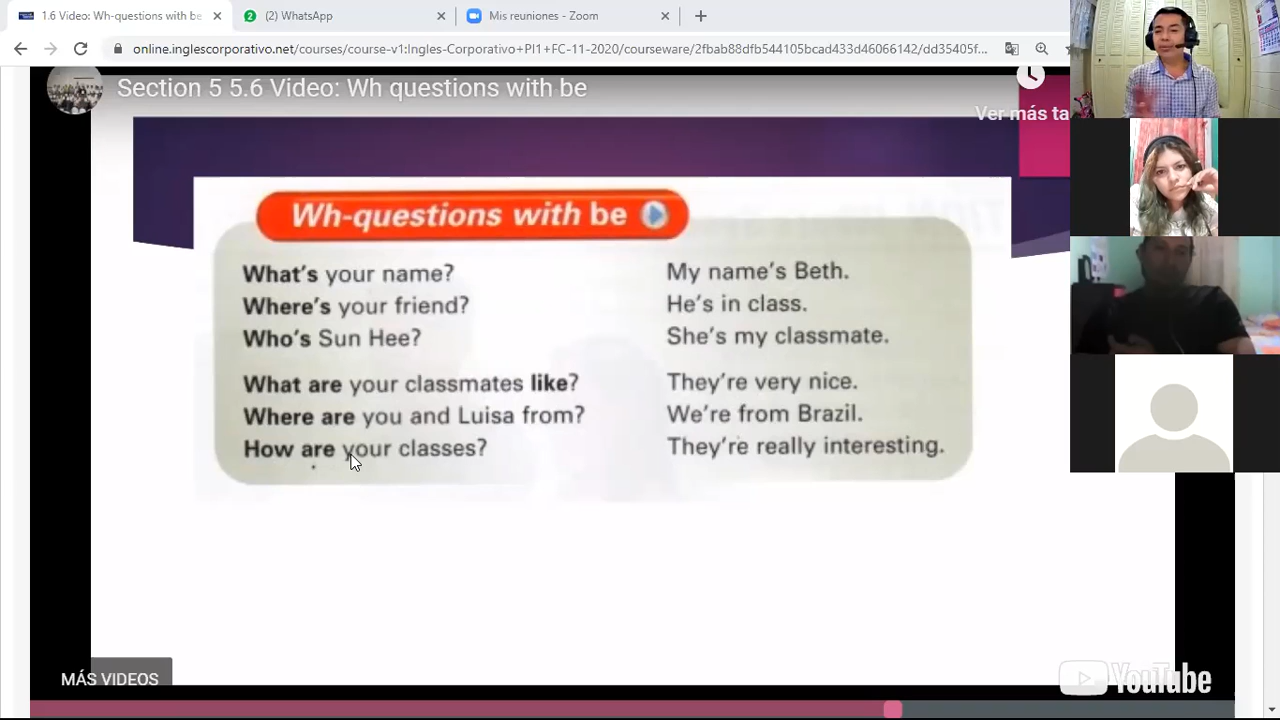 1.6 Video: Wh-questions with be
(2) WhatsApp
Mis reuniones - Zoom
online.inglescorporativo.net/courses/course-v1:Ingles-Corporativo+PI1+FC-11-2020/courseware/2fbab8dfb544105bcad433d4606142/dd35405f...
Section 5 5.6 Video: Wh questions with be
Ver más ta
Wh-questions with be
What's your name?
My name's Beth.
Where's your friend?
He's in class.
Who's Sun Hee?
She's my classmate.
What are your classmates like?
They're very nice.
Where are you and Luisa from?
We're from Brazil.
How are your classes?
They're really interesting.
MÁS VIDEOS
YouTube